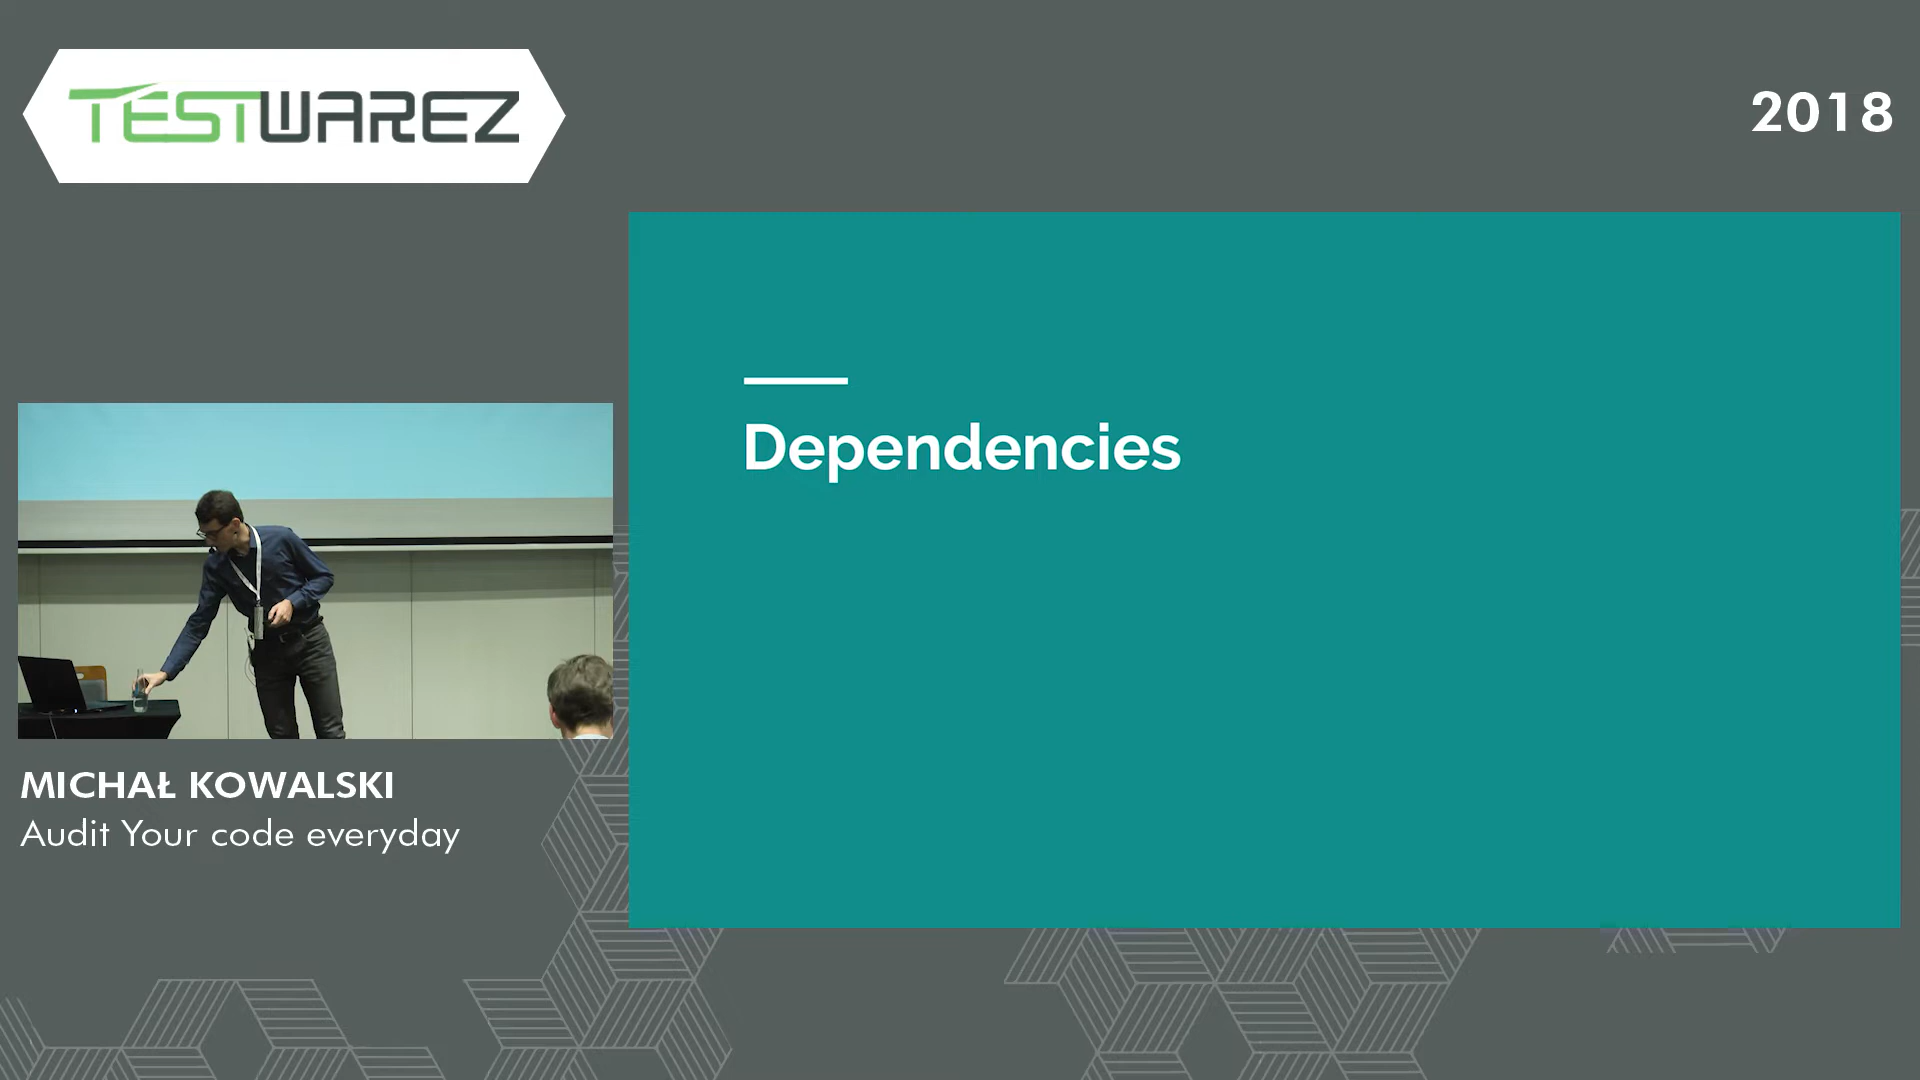 TESTWAREZ
2018
Dependencies
MICHAŁ KOWALSKI
Audit Your code everyday